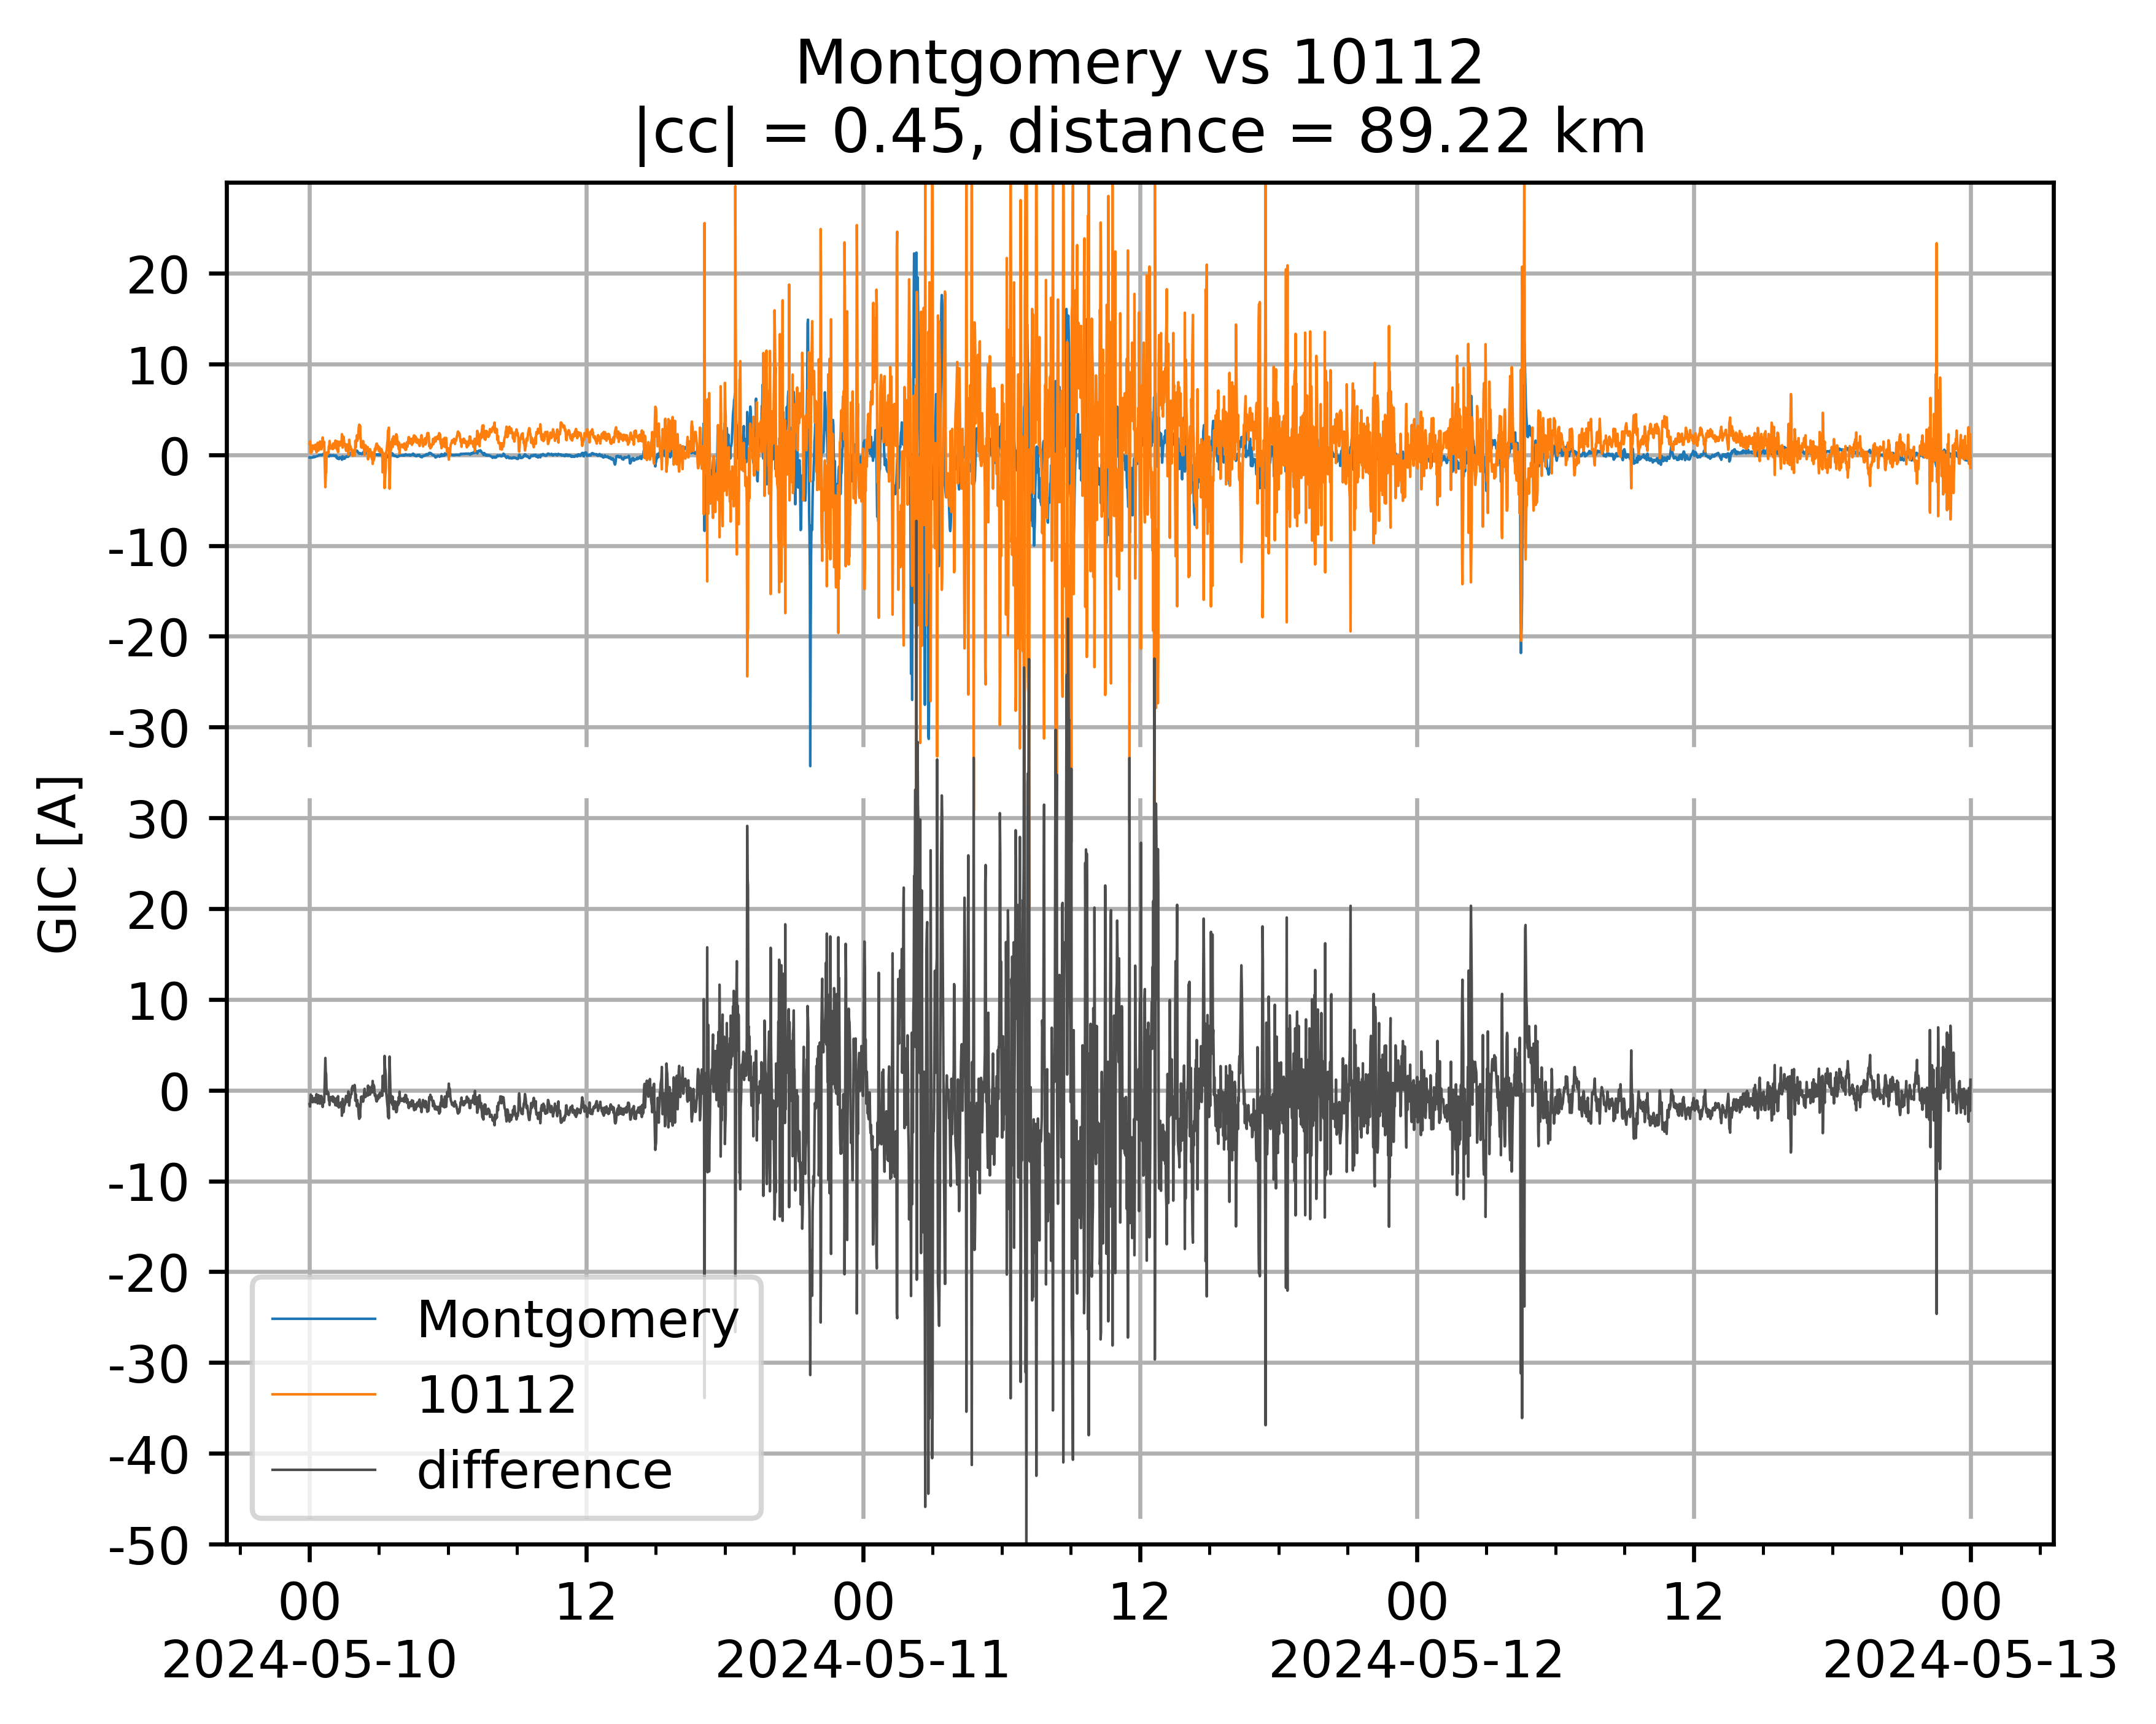 Montgomery vs 10112
|cc| = 0.45, distance = 89.22 km
GIC [A]
20
10
0
-10
-20
-30
30
20
10
0
-10
-20
-30
-40
-50
Montgomery
10112
difference
00 12 00 12 00 12 00
2024-05-10 2024-05-11 2024-05-12 2024-05-13